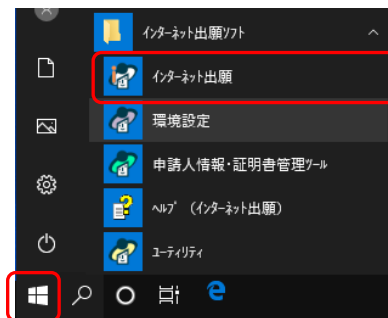 インターネット出願ソフト
インターネット出願
環境設定
申請人情報・証明書管理ツール
ヘルプ (インターネット出願)
ユーティリティ